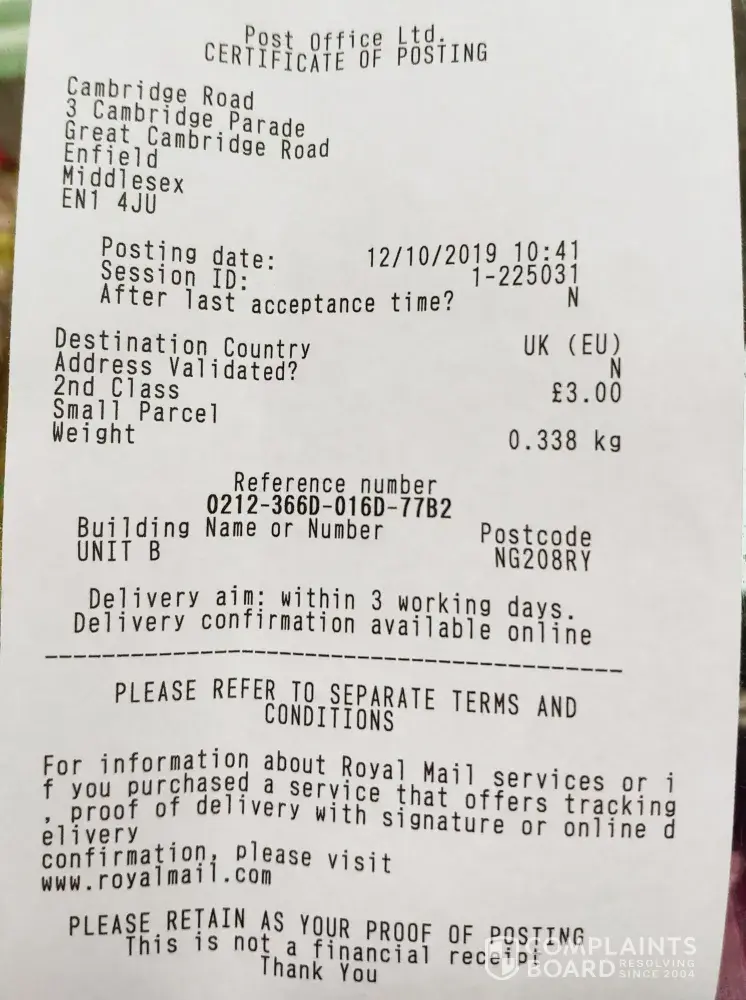 Post Office Ltd.
CERTIFICATE OF POSTING
Cambridge Road
3 Cambridge Parade
Great Cambridge Road
Enfield
Middlesex
EN1 4JU
Posting date: 12/10/2019 10:41
Session ID: 1-225031
After last acceptance time? N
Destination Country UK (EU)
Address Validated? N
2nd Class £3.00
Small Parcel
Weight 0.338 kg
Reference number
0212-366D-016D-77B2
Building Name or Number Postcode
UNIT B NG208RY
Delivery aim: within 3 working days.
Delivery confirmation available online
PLEASE REFER TO SEPARATE TERMS AND
CONDITIONS
For information about Royal Mail services or i
f you purchased a service that offers tracking
, proof of delivery with signature or online d
elivery
confirmation, please visit
www.royalmail.com
PLEASE RETAIN AS YOUR PROOF OF POSTING
This is not a financial receipt
Thank You
COMPLAINTS
BOARD RESOLVING SINCE 2004